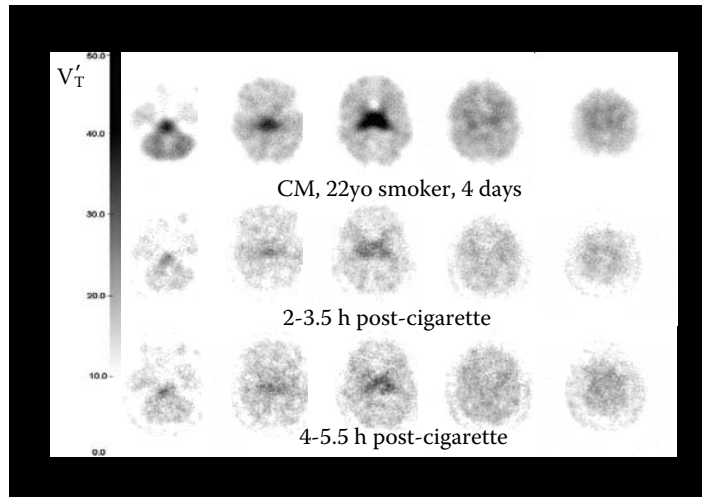 50.0
V′T
40.0
CM, 22yo smoker, 4 days
30.0
20.0
2-3.5 h post-cigarette
10.0
4-5.5 h post-cigarette
0.0